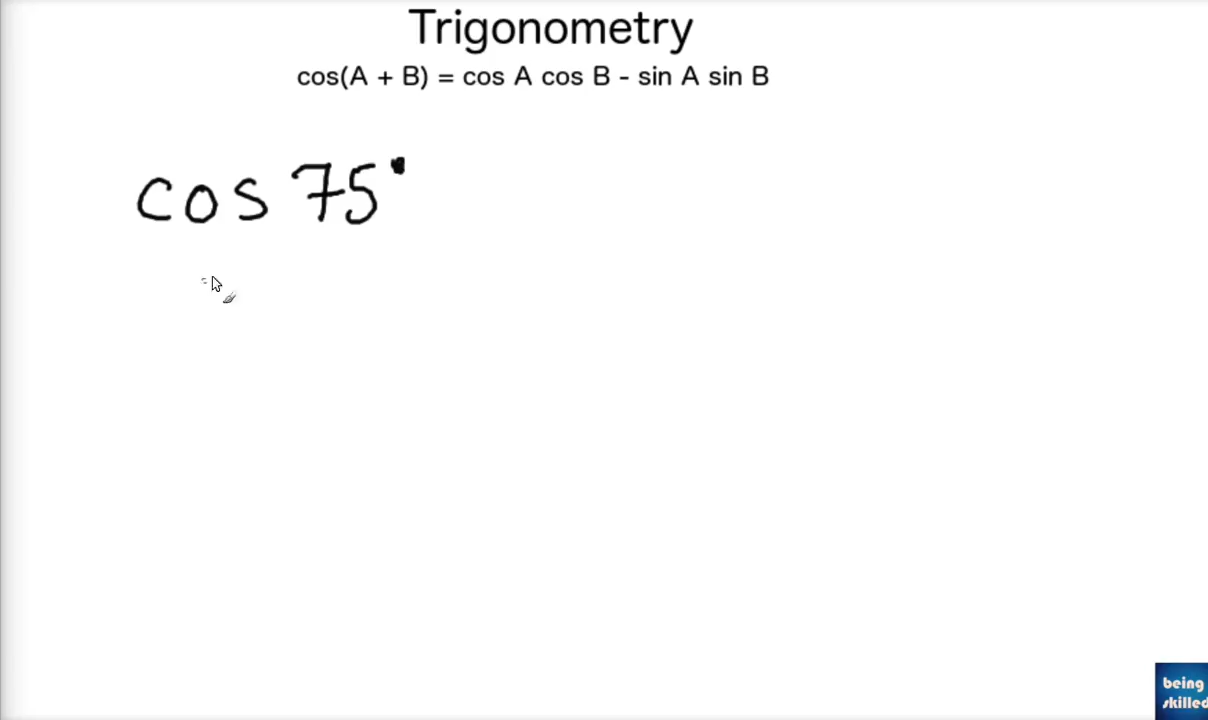 Trigonometry
cos(A + B) = cos A cos B - sin A sin B
cos 75°
being
skilled